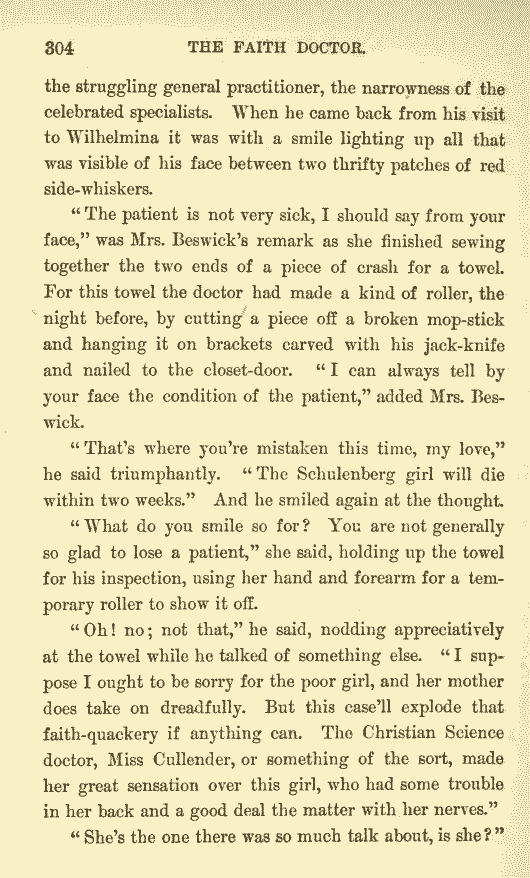 304 THE FAITH DOCTOR.
the struggling general practitioner, the narrowness of the
celebrated specialists. When he came back from his visit
to Wilhelmina it was with a smile lighting up all that
was visible of his face between two thrifty patches of red
side-whiskers.
“The patient is not very sick, I should say from your
face,” was Mrs. Beswick’s remark as she finished sewing
together the two ends of a piece of crash for a towel.
For this towel the doctor had made a kind of roller, the
night before, by cutting a piece off a broken mop-stick
and hanging it on brackets carved with his jack-knife
and nailed to the closet-door. “I can always tell by
your face the condition of the patient,” added Mrs. Bes-
wick.
“That’s where you’re mistaken this time, my love,”
he said triumphantly. “The Schulenberg girl will die
within two weeks.” And he smiled again at the thought.
“What do you smile so for? You are not generally
so glad to lose a patient,” she said, holding up the towel
for his inspection, using her hand and forearm for a tem-
porary roller to show it off.
“Oh! no; not that,” he said, nodding appreciatively
at the towel while he talked of something else. “I sup-
pose I ought to be sorry for the poor girl, and her mother
does take on dreadfully. But this case’ll explode that
faith-quackery if anything can. The Christian Science
doctor, Miss Cullender, or something of the sort, made
her great sensation over this girl, who had some trouble
in her back and a good deal the matter with her nerves.”
“She’s the one there was so much talk about, is she?”